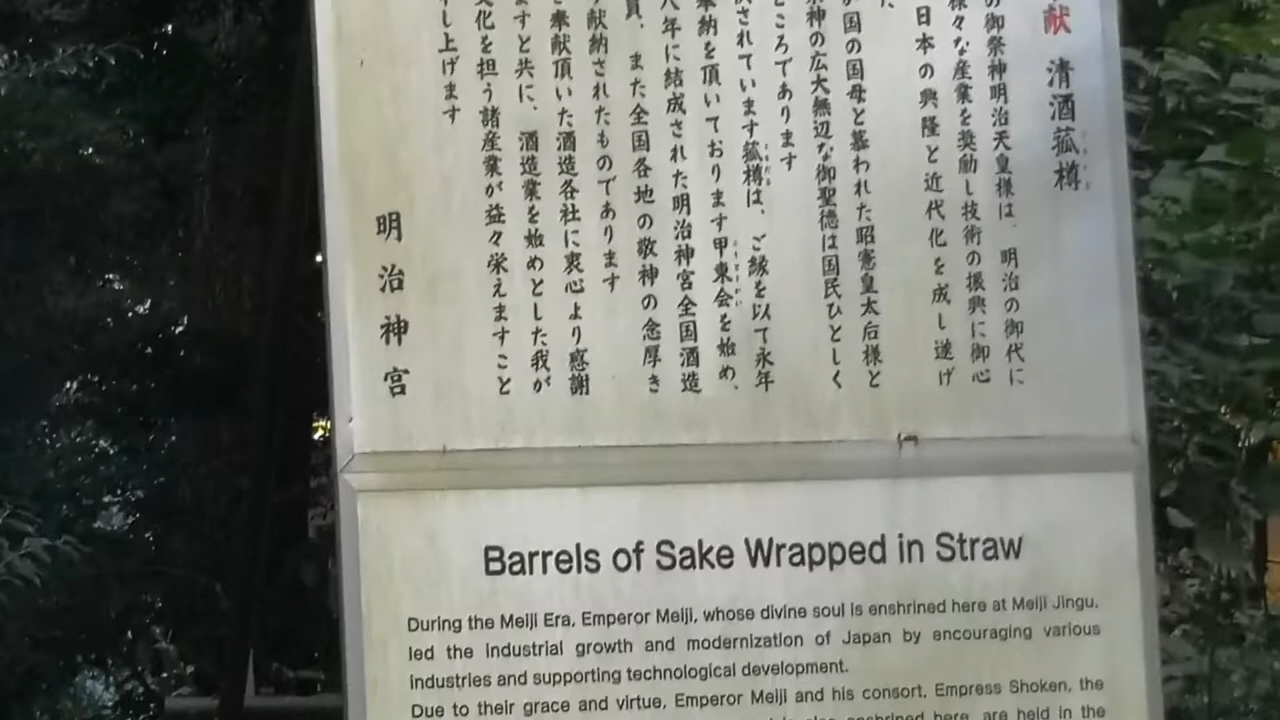 献 清酒菰樽
の御祭神明治天皇様は、明治の御代に
様々な産業を奨励し技術の振興に御心
日本の興隆と近代化を成し遂げ
た
国の国母と慕われた昭憲皇太后様と
祭神の広大無辺な御聖徳は国民ひとしく
ところであります
されています菰樽は、ご縁を以て永年
奉納を頂いております甲東会を始め、
八年に結成された明治神宮全国酒造
員、また全国各地の敬神の念厚き
献納されたものであります
奉献頂いた酒造各社に衷心より感謝
ますと共に、酒造業を始めとした我が
文化を担う諸産業が益々栄えますこと
し上げます
明治神宮
Barrels of Sake Wrapped in Straw
During the Meiji Era, Emperor Meiji, whose divine soul is enshrined here at Meiji Jingu,
led the industrial growth and modernization of Japan by encouraging various
industries and supporting technological development.
Due to their grace and virtue, Emperor Meiji and his consort, Empress Shoken, the
enshrined here, are held in the